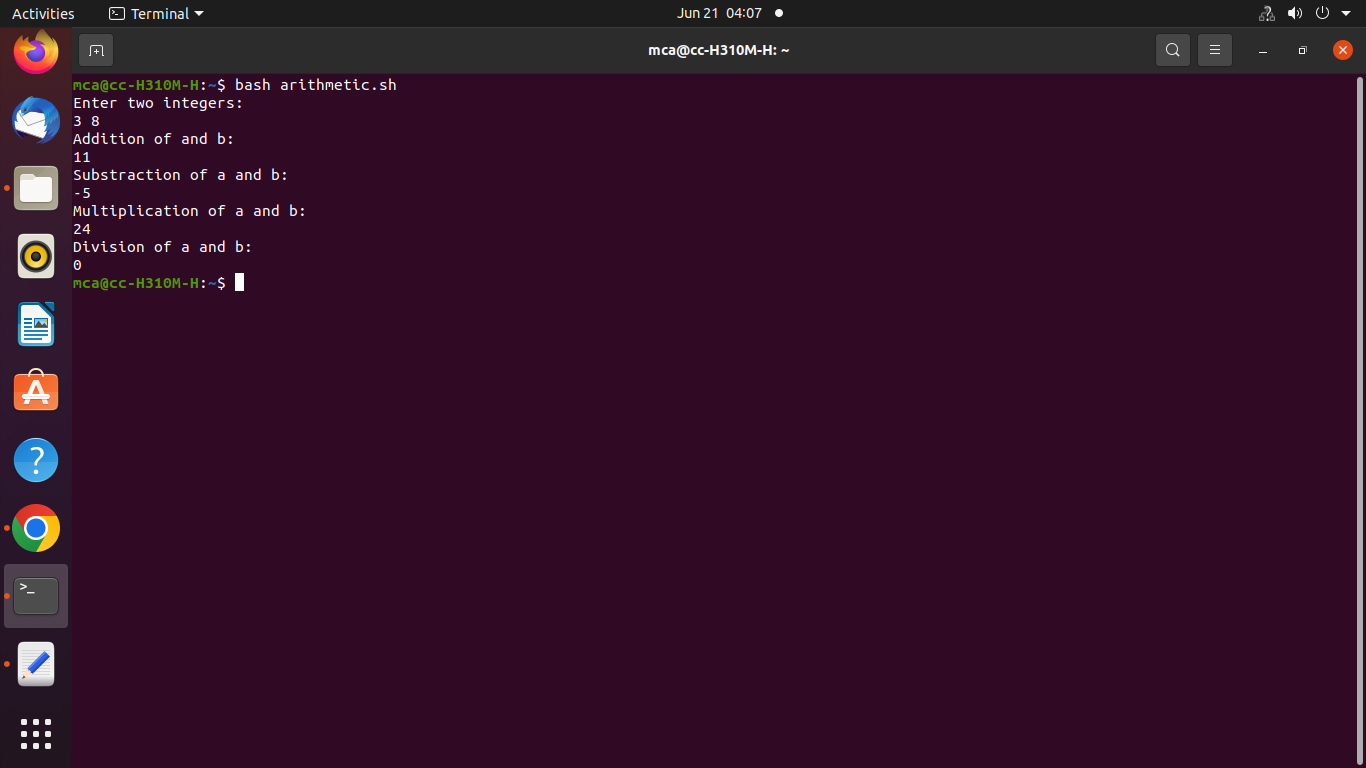 Activities
Terminal
Jun 21 04:07
mca@cc-H310M-H: ~
mca@cc-H310M-H:~$ bash arithmetic.sh
Enter two integers:
3 8
Addition of and b:
11
Substraction of a and b:
-5
Multiplication of a and b:
24
Division of a and b:
0
mca@cc-H310M-H:~$